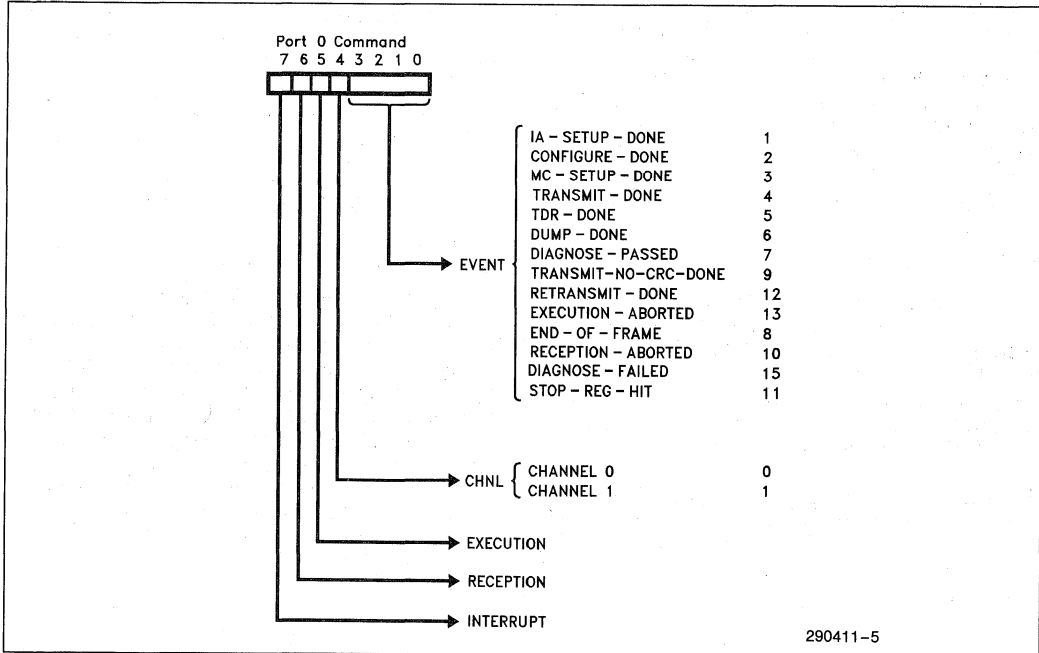 Port 0 Command
7 6 5 4 3 2 1 0
IA – SETUP – DONE 1
CONFIGURE – DONE 2
MC – SETUP – DONE 3
TRANSMIT – DONE 4
TDR – DONE 5
DUMP – DONE 6
DIAGNOSE – PASSED 7
EVENT
TRANSMIT-NO-CRC-DONE 9
RETRANSMIT – DONE 12
EXECUTION – ABORTED 13
END – OF – FRAME 8
RECEPTION – ABORTED 10
DIAGNOSE – FAILED 15
STOP – REG – HIT 11
CHNL
CHANNEL 0 0
CHANNEL 1 1
EXECUTION
RECEPTION
INTERRUPT
290411–5